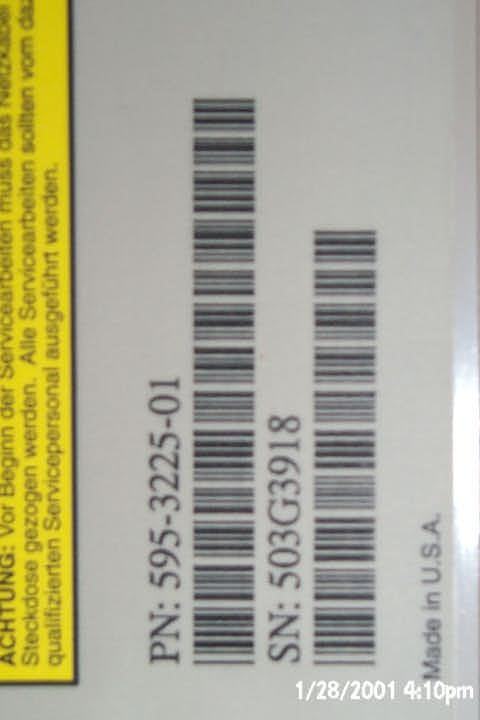 ACHTUNG: Vor Beginn der Servicearbeiten muss das Netzkabel
Steckdose gezogen werden. Alle Servicearbeiten sollten vom
qualifizierten Servicepersonal ausgeführt werden.
PN: 595-3225-01
SN: 503G3918
Made in U.S.A.
1/28/2001 4:10pm